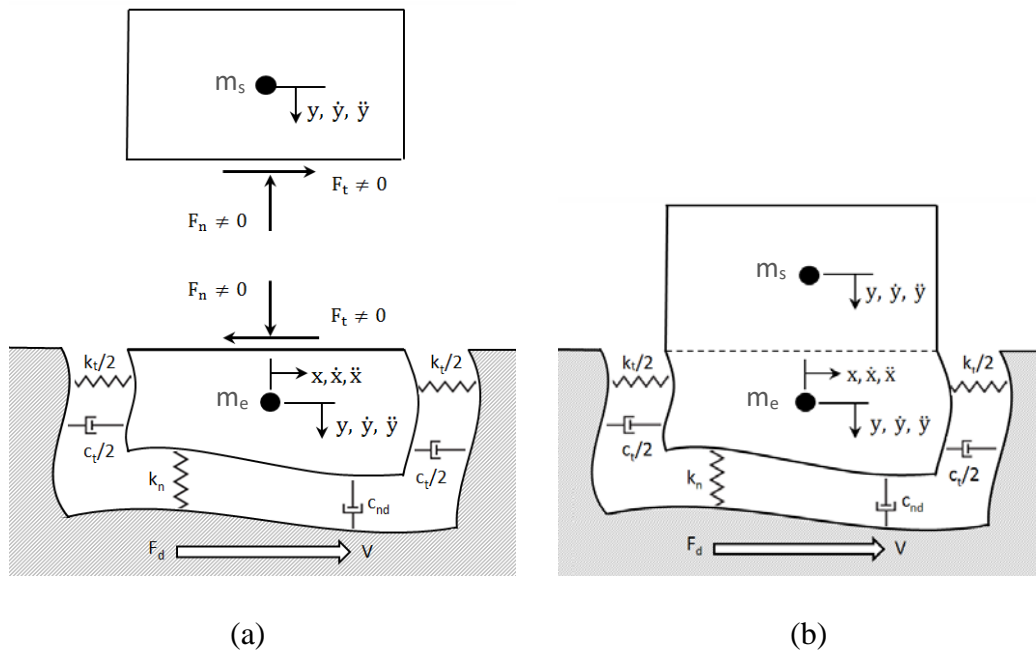 mₛ
y, ẏ, ÿ
Fₜ ≠ 0
Fₙ ≠ 0
Fₙ ≠ 0
Fₜ ≠ 0
kₜ/2
kₜ/2
x, ẋ, ẍ
mₑ
y, ẏ, ÿ
cₜ/2
cₜ/2
kₙ
c_nd
F_d
V
(a)
mₛ
y, ẏ, ÿ
kₜ/2
kₜ/2
x, ẋ, ẍ
mₑ
y, ẏ, ÿ
cₜ/2
cₜ/2
kₙ
c_nd
F_d
V
(b)